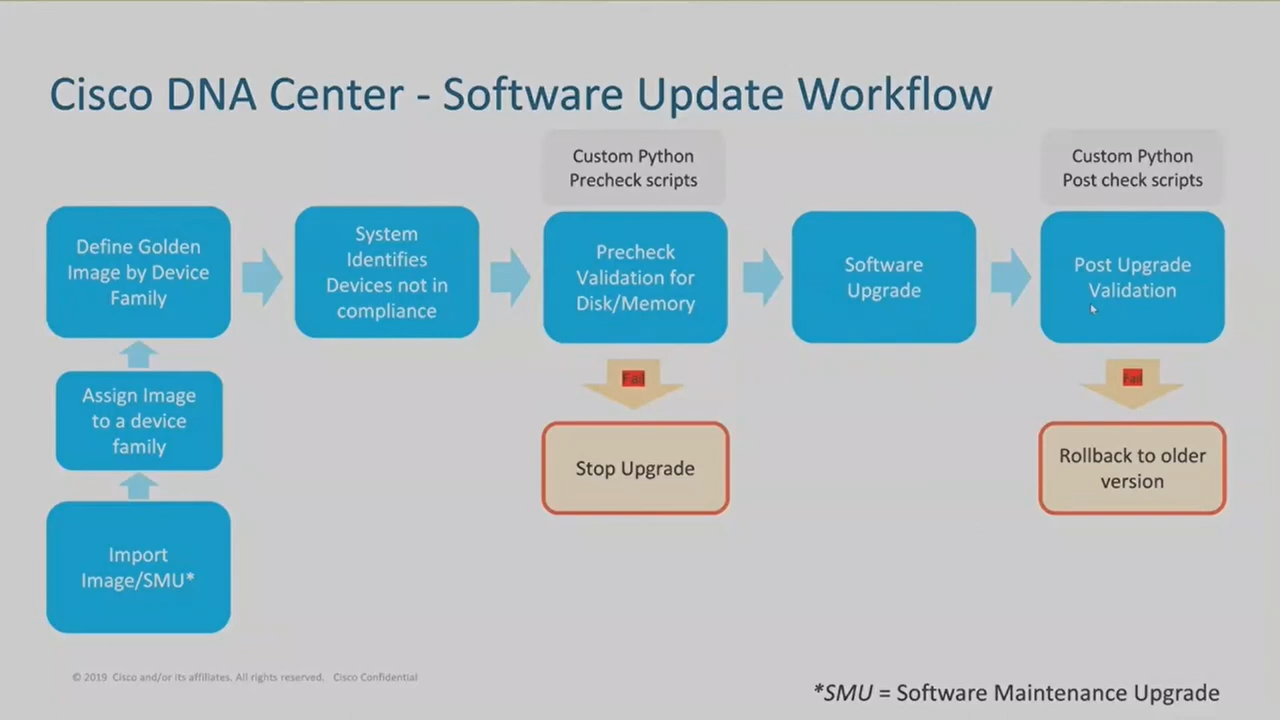 Cisco DNA Center - Software Update Workflow
Custom Python
Precheck scripts
Custom Python
Post check scripts
Define Golden
Image by Device
Family
System
Identifies
Devices not in
compliance
Precheck
Validation for
Disk/Memory
Software
Upgrade
Post Upgrade
Validation
Fail
Fail
Assign Image
to a device
family
Stop Upgrade
Rollback to older
version
Import
Image/SMU*
© 2019 Cisco and/or its affiliates. All rights reserved. Cisco Confidential
*SMU = Software Maintenance Upgrade